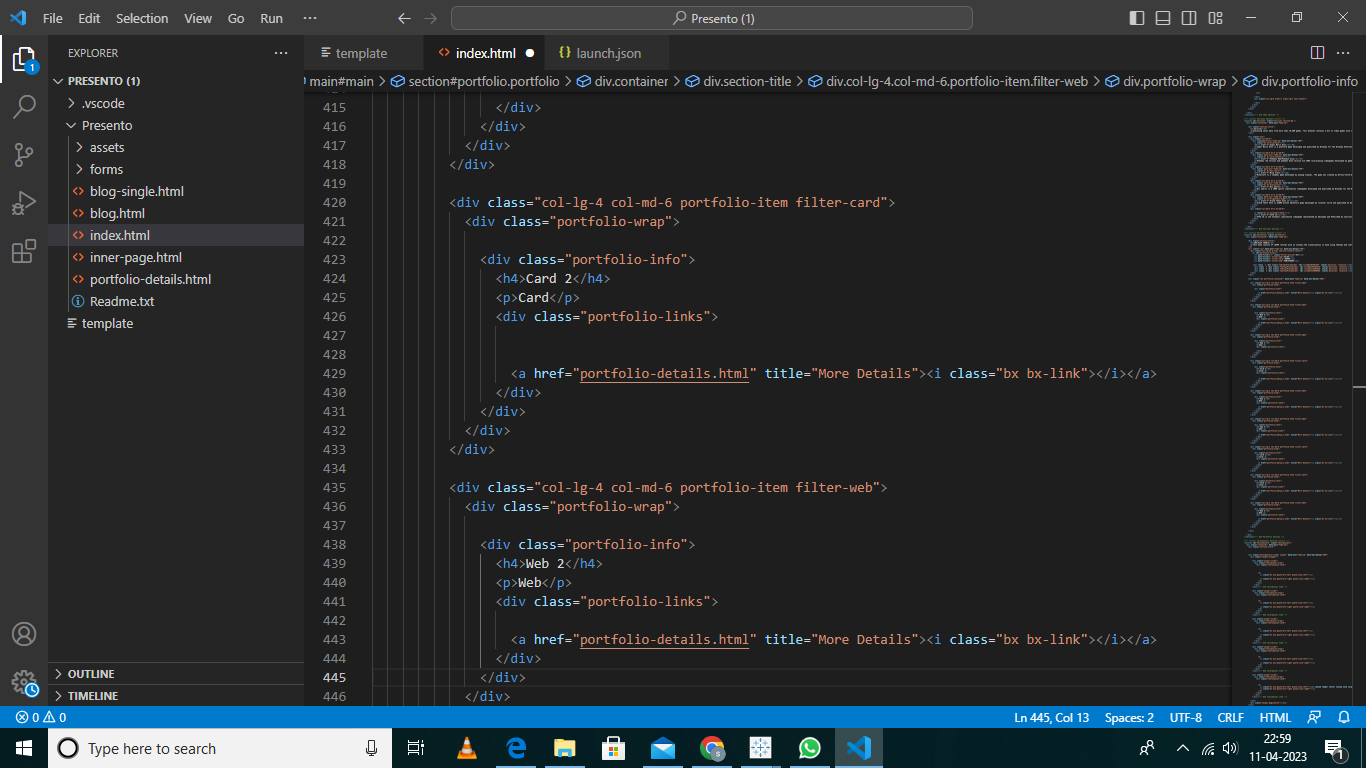 File Edit Selection View Go Run ··· Presento (1)
EXPLORER ···
PRESENTO (1)
.vscode
Presento
assets
forms
blog-single.html
blog.html
index.html
inner-page.html
portfolio-details.html
Readme.txt
template
OUTLINE
TIMELINE
1
template index.html launch.json
main#main > section#portfolio.portfolio > div.container > div.section-title > div.col-lg-4.col-md-6.portfolio-item.filter-web > div.portfolio-wrap > div.portfolio-info
415 </div>
416 </div>
417 </div>
418 </div>
419
420 <div class="col-lg-4 col-md-6 portfolio-item filter-card">
421 <div class="portfolio-wrap">
422
423 <div class="portfolio-info">
424 <h4>Card 2</h4>
425 <p>Card</p>
426 <div class="portfolio-links">
427
428
429 <a href="portfolio-details.html" title="More Details"><i class="bx bx-link"></i></a>
430 </div>
431 </div>
432 </div>
433 </div>
434
435 <div class="col-lg-4 col-md-6 portfolio-item filter-web">
436 <div class="portfolio-wrap">
437
438 <div class="portfolio-info">
439 <h4>Web 2</h4>
440 <p>Web</p>
441 <div class="portfolio-links">
442
443 <a href="portfolio-details.html" title="More Details"><i class="bx bx-link"></i></a>
444 </div>
445 </div>
446 </div>
0 0 Ln 445, Col 13 Spaces: 2 UTF-8 CRLF HTML
Type here to search
22:59
11-04-2023
1